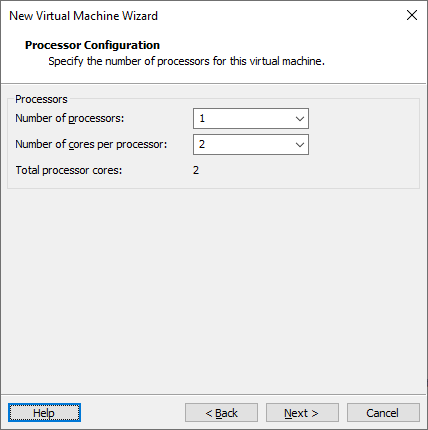 New Virtual Machine Wizard
Processor Configuration
Specify the number of processors for this virtual machine.
Processors
Number of processors: 1
Number of cores per processor: 2
Total processor cores: 2
Help < Back Next > Cancel